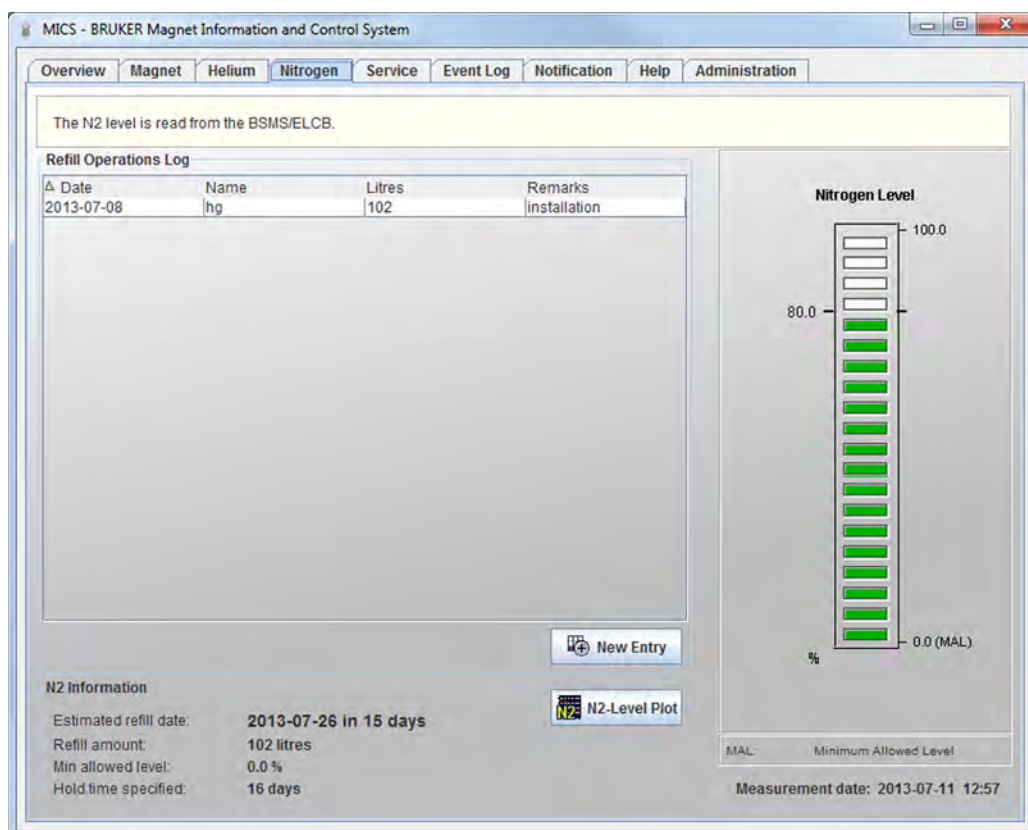 MICS - BRUKER Magnet Information and Control System
Overview Magnet Helium Nitrogen Service Event Log Notification Help Administration
The N2 level is read from the BSMS/ELCB.
Refill Operations Log
Date Name Litres Remarks
2013-07-08 hg 102 installation
New Entry
N2 Information
N2 N2-Level Plot
Estimated refill date: 2013-07-26 in 15 days
Refill amount: 102 litres
Min allowed level: 0.0 %
Hold time specified: 16 days
Nitrogen Level
100.0
80.0
0.0 (MAL)
%
MAL: Minimum Allowed Level
Measurement date: 2013-07-11 12:57